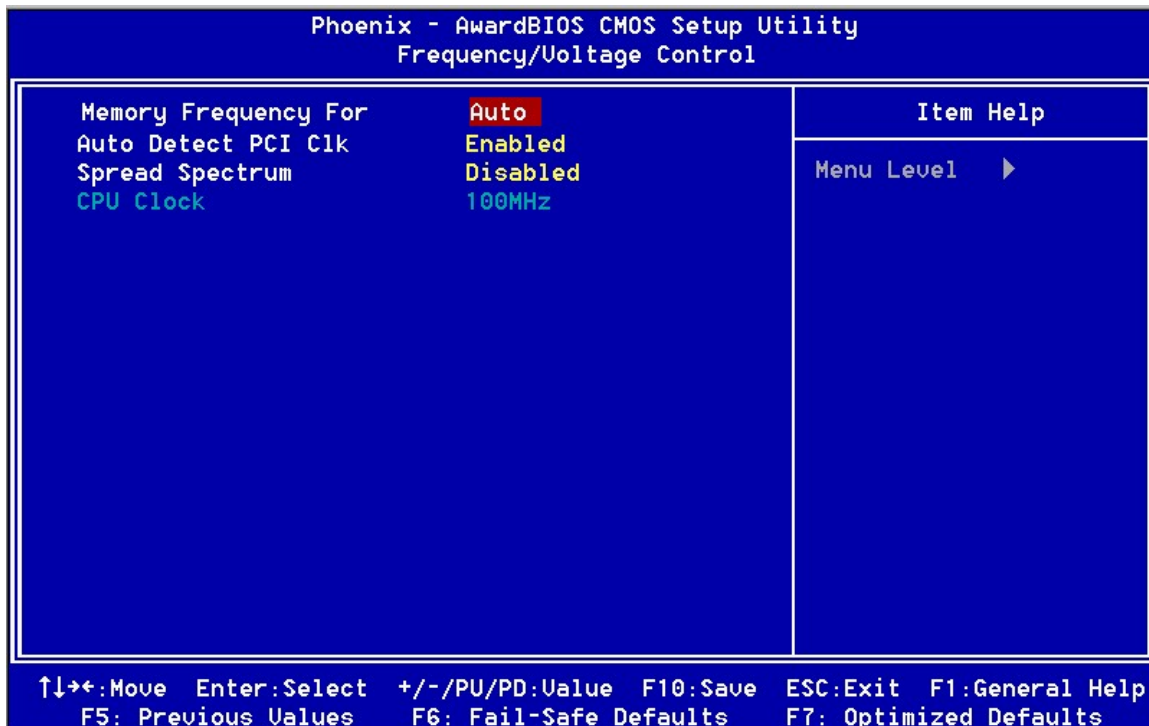 Phoenix - AwardBIOS CMOS Setup Utility
Frequency/Voltage Control
Memory Frequency For Auto
Auto Detect PCI Clk Enabled
Spread Spectrum Disabled
CPU Clock 100MHz
Item Help
Menu Level ▶
↑↓→←:Move Enter:Select +/-/PU/PD:Value F10:Save ESC:Exit F1:General Help
F5: Previous Values F6: Fail-Safe Defaults F7: Optimized Defaults